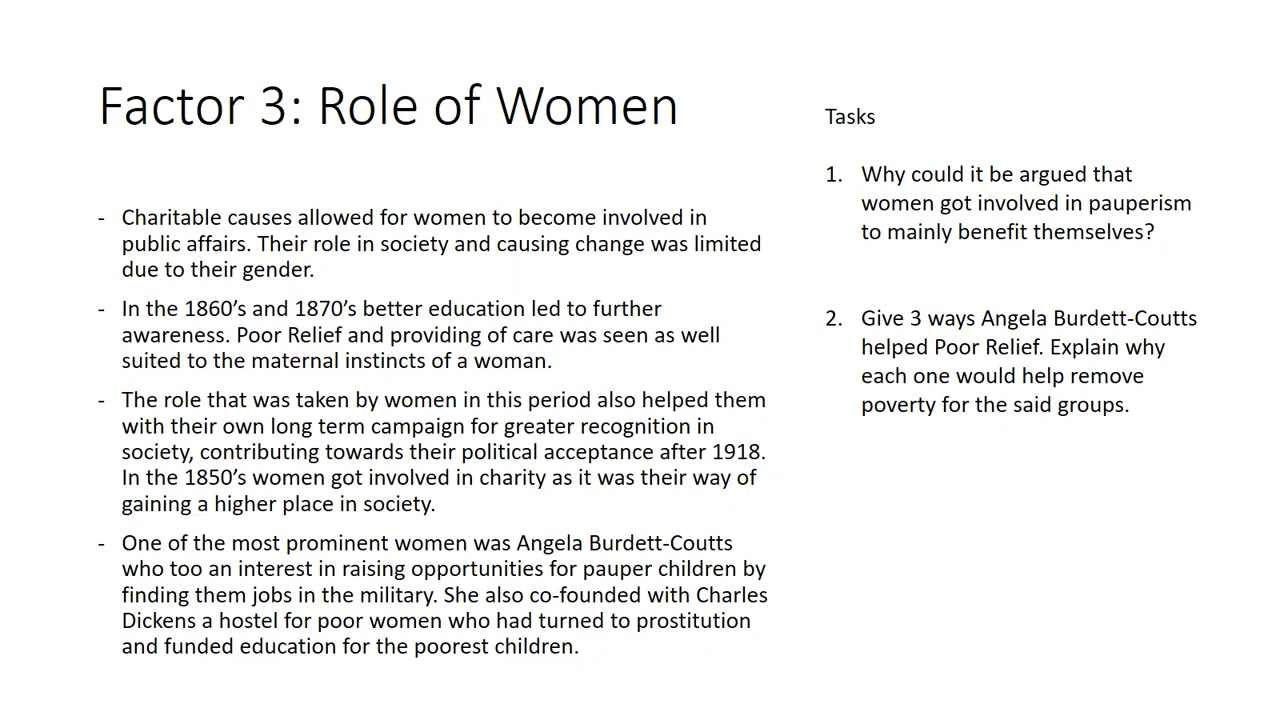 Factor 3: Role of Women
- Charitable causes allowed for women to become involved in
public affairs. Their role in society and causing change was limited
due to their gender.
- In the 1860’s and 1870’s better education led to further
awareness. Poor Relief and providing of care was seen as well
suited to the maternal instincts of a woman.
- The role that was taken by women in this period also helped them
with their own long term campaign for greater recognition in
society, contributing towards their political acceptance after 1918.
In the 1850’s women got involved in charity as it was their way of
gaining a higher place in society.
- One of the most prominent women was Angela Burdett-Coutts
who too an interest in raising opportunities for pauper children by
finding them jobs in the military. She also co-founded with Charles
Dickens a hostel for poor women who had turned to prostitution
and funded education for the poorest children.
Tasks
1. Why could it be argued that
women got involved in pauperism
to mainly benefit themselves?
2. Give 3 ways Angela Burdett-Coutts
helped Poor Relief. Explain why
each one would help remove
poverty for the said groups.